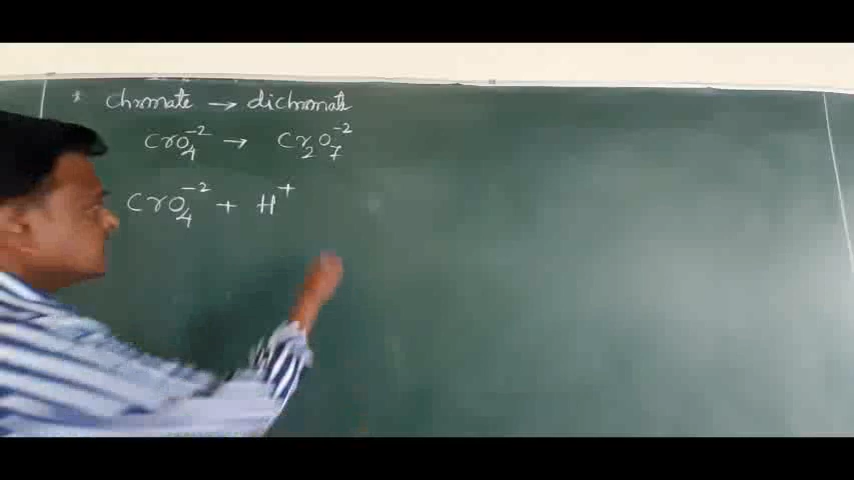 * chromate → dichromate
CrO₄⁻² → Cr₂O₇⁻²
CrO₄⁻² + H⁺